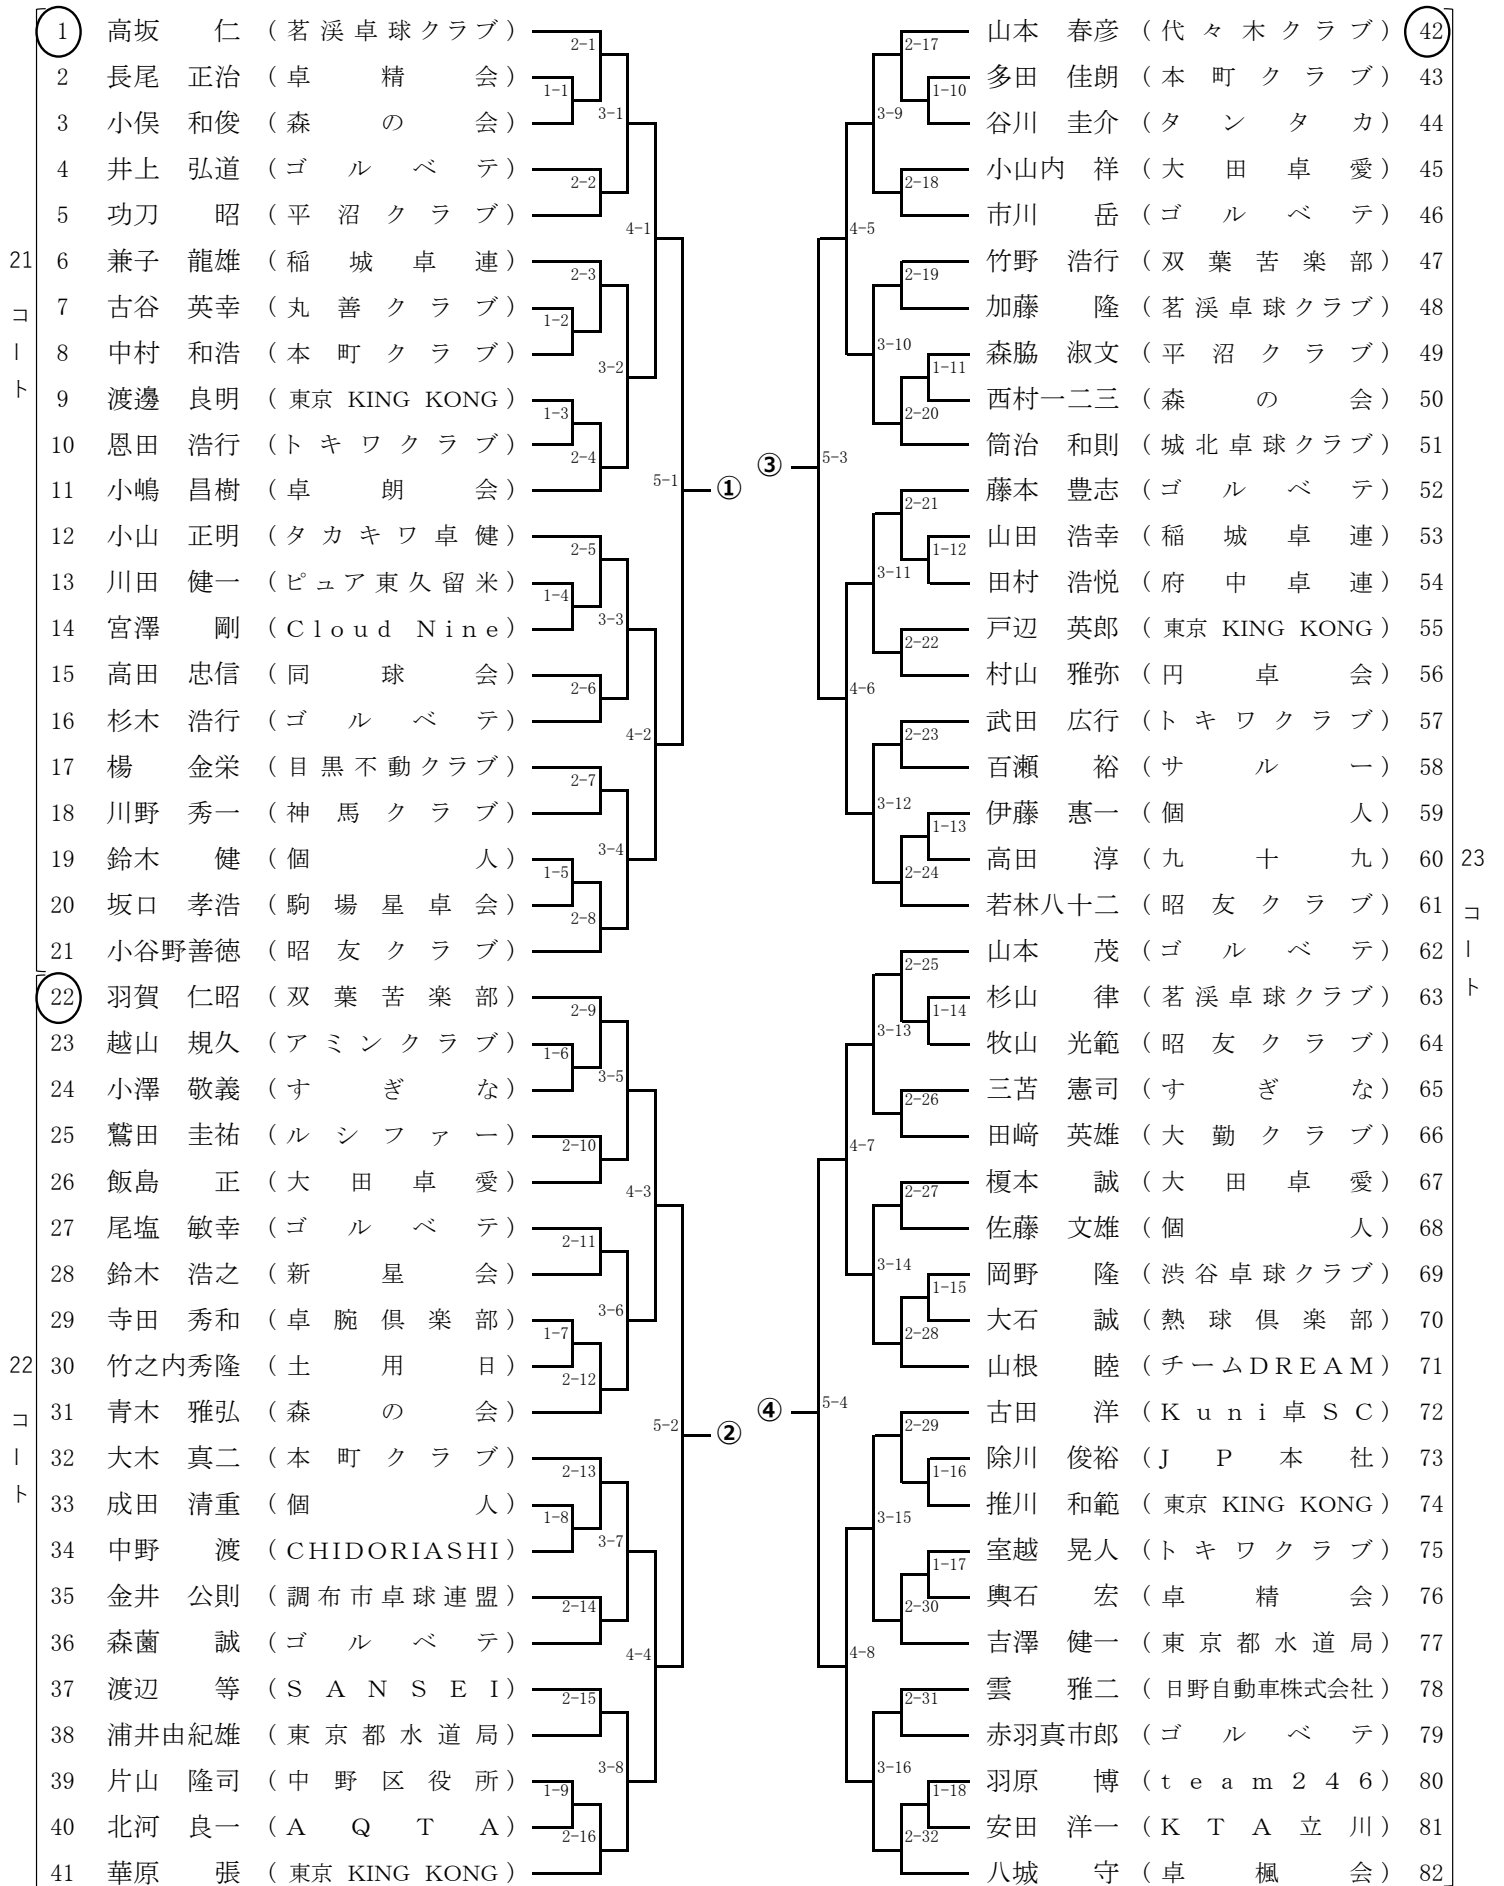 1 高坂 仁 (茗渓卓球クラブ)
2-1
2 長尾 正治 (卓精会)
1-1
3 小俣 和俊 (森の会)
3-1
4 井上 弘道 (ゴルベテ)
2-2
5 功刀 昭 (平沼クラブ)
4-1
21コート
6 兼子 龍雄 (稲城卓連)
2-3
7 古谷 英幸 (丸善クラブ)
1-2
8 中村 和浩 (本町クラブ)
3-2
9 渡邊 良明 (東京 KING KONG)
1-3
10 恩田 浩行 (トキワクラブ)
2-4
11 小嶋 昌樹 (卓朗会)
5-1 ①
12 小山 正明 (タカキワ卓健)
2-5
13 川田 健一 (ピュア東久留米)
1-4
14 宮澤 剛 (Cloud Nine)
3-3
15 高田 忠信 (同球会)
2-6
16 杉木 浩行 (ゴルベテ)
4-2
17 楊 金栄 (目黒不動クラブ)
2-7
18 川野 秀一 (神馬クラブ)
3-4
19 鈴木 健 (個人)
1-5
20 坂口 孝浩 (駒場星卓会)
2-8
21 小谷野善徳 (昭友クラブ)
22 羽賀 仁昭 (双葉苦楽部)
2-9
23 越山 規久 (アミンクラブ)
1-6
3-5
24 小澤 敬義 (すぎな)
25 鷲田 圭祐 (ルシファー)
2-10
26 飯島 正 (大田卓愛)
4-3
27 尾塩 敏幸 (ゴルベテ)
2-11
28 鈴木 浩之 (新星会)
3-6
29 寺田 秀和 (卓腕倶楽部)
1-7
22コート
30 竹之内秀隆 (土用日)
2-12
31 青木 雅弘 (森の会)
5-2 ②
32 大木 真二 (本町クラブ)
2-13
33 成田 清重 (個人)
1-8
34 中野 渡 (CHIDORIASHI)
3-7
35 金井 公則 (調布市卓球連盟)
2-14
36 森薗 誠 (ゴルベテ)
4-4
37 渡辺 等 (SANSEI)
2-15
38 浦井由紀雄 (東京都水道局)
3-8
39 片山 隆司 (中野区役所)
1-9
40 北河 良一 (AQTA)
2-16
41 華原 張 (東京 KING KONG)
山本 春彦 (代々木クラブ) 42
2-17
多田 佳朗 (本町クラブ) 43
1-10
3-9
谷川 圭介 (タンタカ) 44
小山内 祥 (大田卓愛) 45
2-18
市川 岳 (ゴルベテ) 46
4-5
竹野 浩行 (双葉苦楽部) 47
2-19
加藤 隆 (茗渓卓球クラブ) 48
3-10
森脇 淑文 (平沼クラブ) 49
1-11
西村一二三 (森の会) 50
2-20
筒治 和則 (城北卓球クラブ) 51
③ 5-3
藤本 豊志 (ゴルベテ) 52
2-21
山田 浩幸 (稲城卓連) 53
1-12
3-11
田村 浩悦 (府中卓連) 54
戸辺 英郎 (東京 KING KONG) 55
2-22
村山 雅弥 (円卓会) 56
4-6
武田 広行 (トキワクラブ) 57
2-23
百瀬 裕 (サルー) 58
3-12
伊藤 惠一 (個人) 59
1-13
高田 淳 (九十九) 60
23コート
2-24
若林八十二 (昭友クラブ) 61
山本 茂 (ゴルベテ) 62
2-25
杉山 律 (茗渓卓球クラブ) 63
1-14
3-13
牧山 光範 (昭友クラブ) 64
三苫 憲司 (すぎな) 65
2-26
田﨑 英雄 (大勤クラブ) 66
4-7
榎本 誠 (大田卓愛) 67
2-27
佐藤 文雄 (個人) 68
3-14
岡野 隆 (渋谷卓球クラブ) 69
1-15
大石 誠 (熱球倶楽部) 70
2-28
山根 睦 (チームDREAM) 71
④ 5-4
古田 洋 (Kuni卓SC) 72
2-29
除川 俊裕 (JP本社) 73
1-16
推川 和範 (東京 KING KONG) 74
3-15
室越 晃人 (トキワクラブ) 75
1-17
輿石 宏 (卓精会) 76
2-30
吉澤 健一 (東京都水道局) 77
4-8
雲 雅二 (日野自動車株式会社) 78
2-31
赤羽真市郎 (ゴルベテ) 79
3-16
羽原 博 (team246) 80
1-18
安田 洋一 (KTA立川) 81
2-32
八城 守 (卓楓会) 82